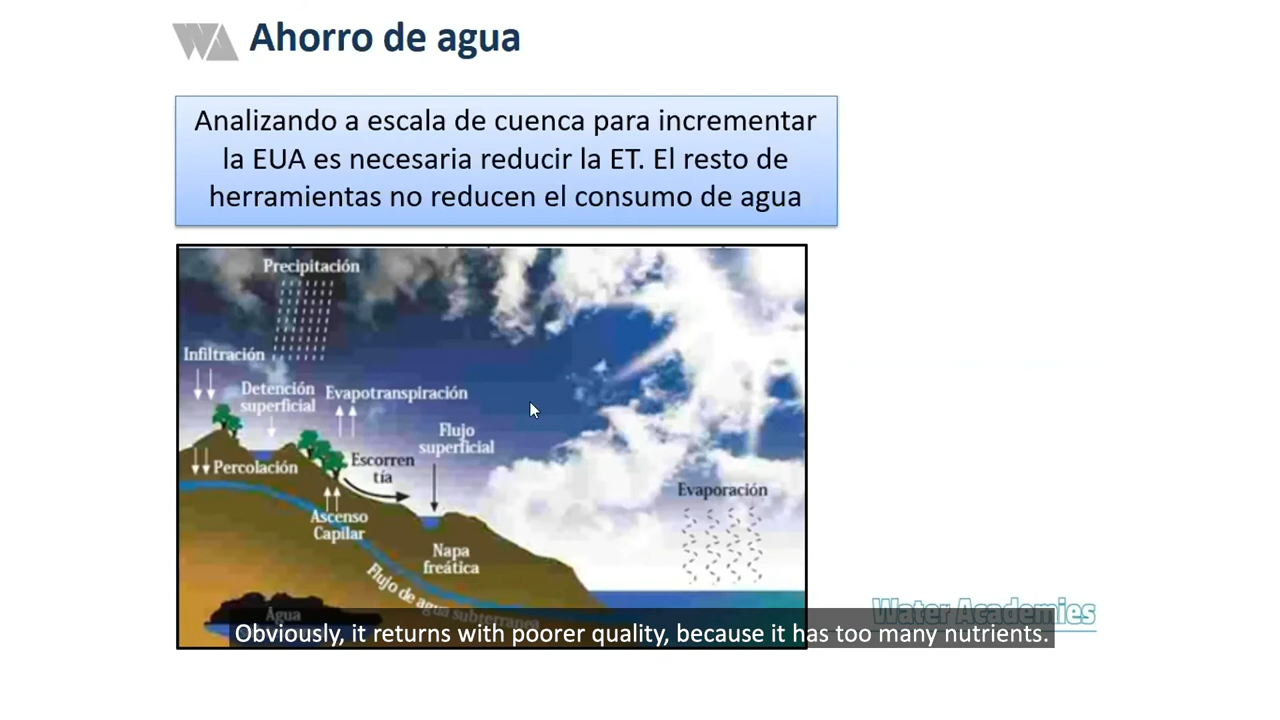 WA Ahorro de agua
Analizando a escala de cuenca para incrementar
la EUA es necesaria reducir la ET. El resto de
herramientas no reducen el consumo de agua
Precipitación
Infiltración
Detención
superficial
Evapotranspiración
Flujo
superficial
Percolación
Escorren
tía
Evaporación
Ascenso
Capilar
Napa
freática
Flujo de agua subterranea
Agua
Water Academies
Obviously, it returns with poorer quality, because it has too many nutrients.